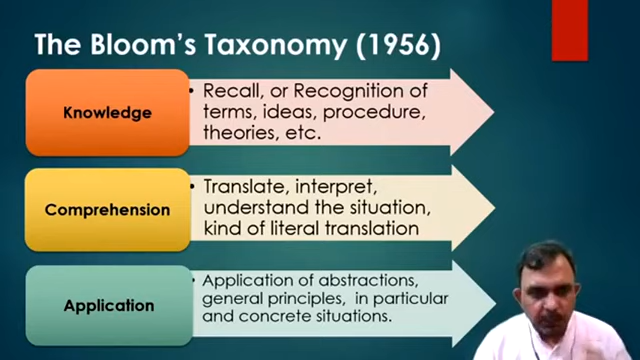 The Bloom's Taxonomy (1956)
Knowledge
• Recall, or Recognition of
terms, ideas, procedure,
theories, etc.
Comprehension
• Translate, interpret,
understand the situation,
kind of literal translation
Application
• Application of abstractions,
general principles, in particular
and concrete situations.